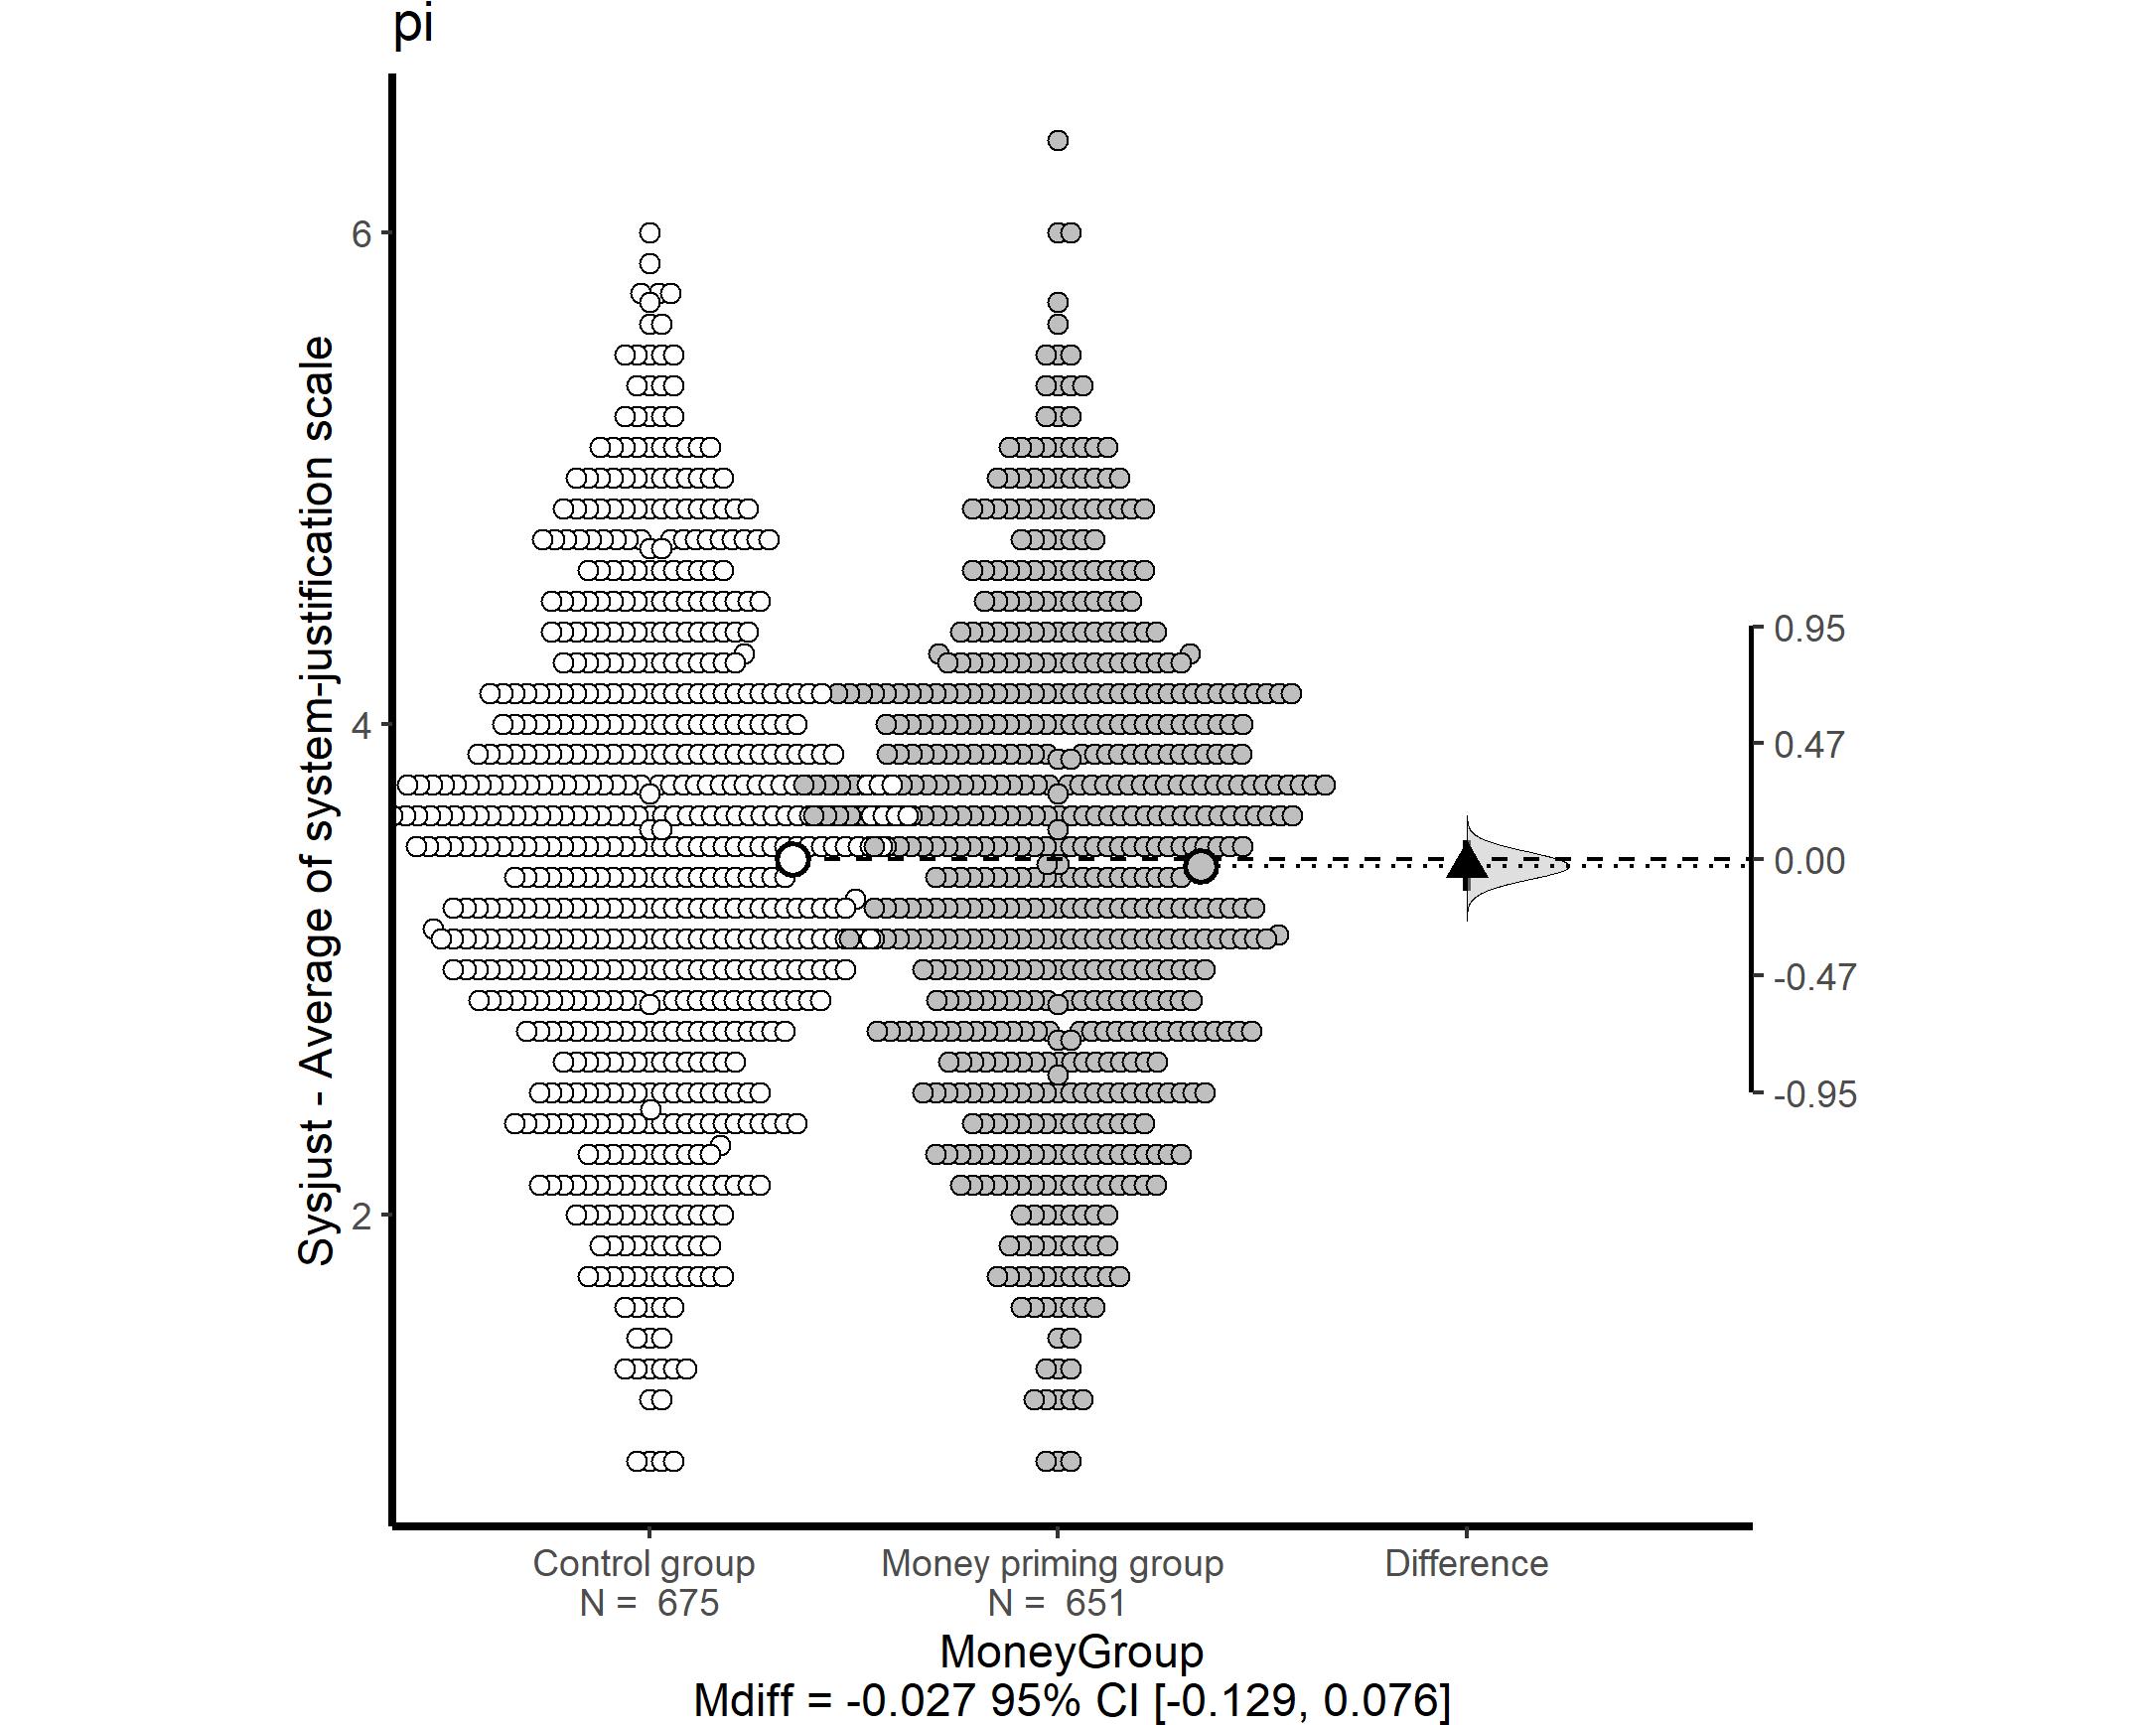 pi
Sysjust - Average of system-justification scale
6
4
2
0.95
0.47
0.00
-0.47
-0.95
Control group
N =  675
Money priming group
N =  651
Difference
MoneyGroup
Mdiff = -0.027 95% CI [-0.129, 0.076]